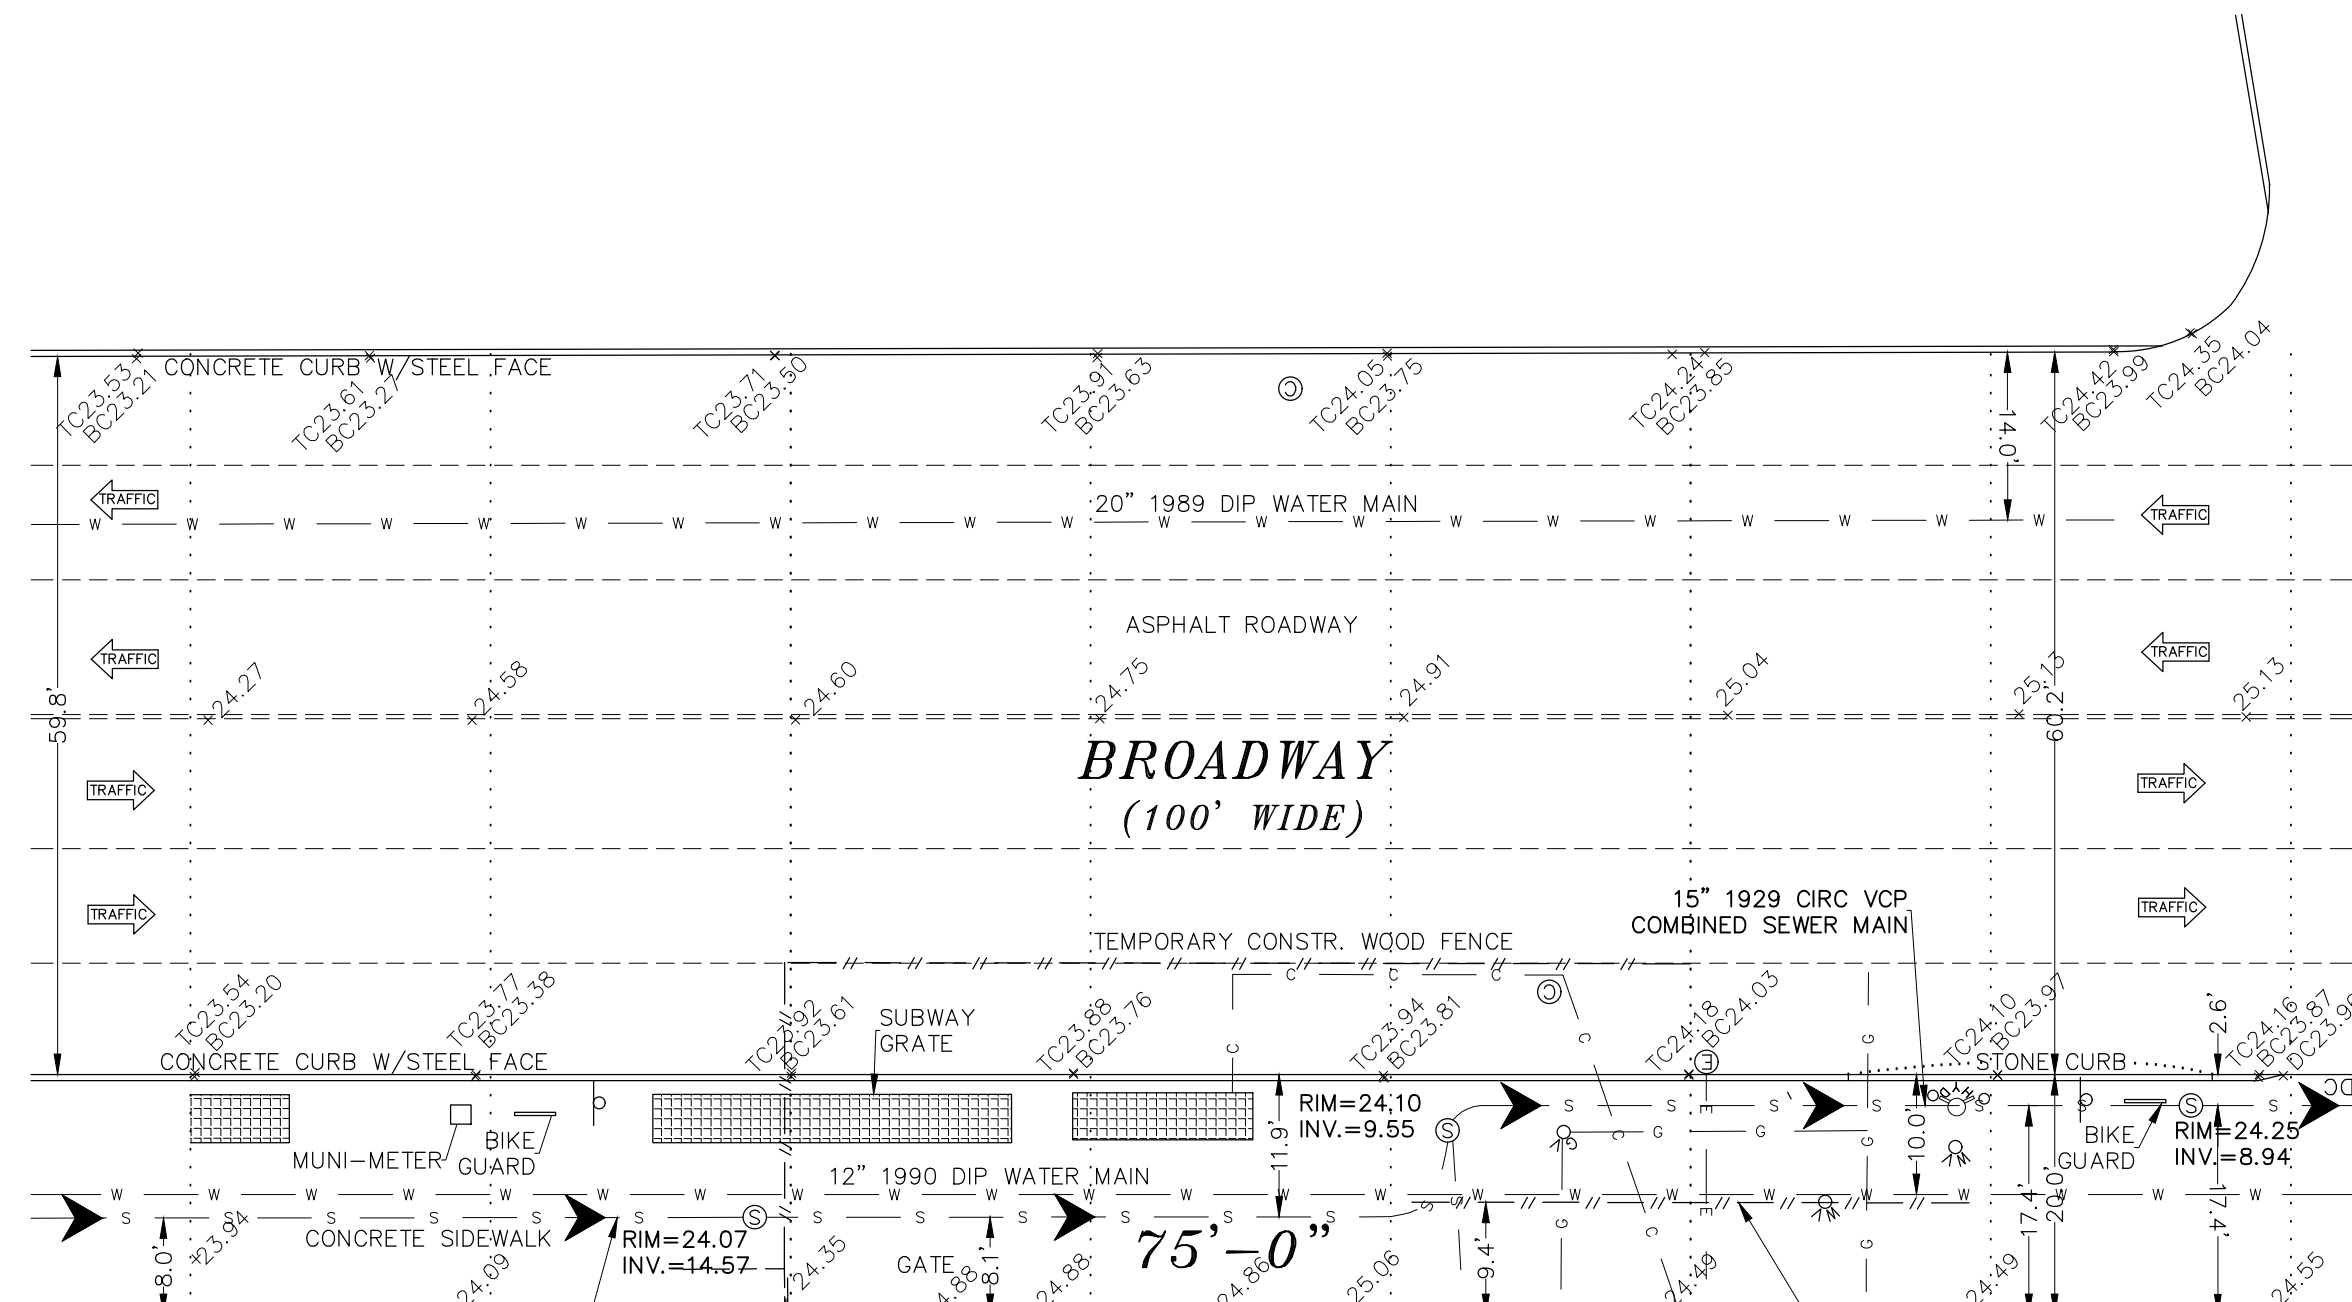 CONCRETE CURB W/STEEL FACE
TC23.53
BC23.21
TC23.61
BC23.27
TC23.71
BC23.50
TC23.91
BC23.63
C
TC24.05
BC23.75
TC24.24
BC23.85
TC24.42
BC23.99
TC24.35
BC24.04
14.0'
TRAFFIC
20" 1989 DIP WATER MAIN
TRAFFIC
W W W W W W W W W W W W W W W W W W W W W
ASPHALT ROADWAY
TRAFFIC
TRAFFIC
59.8'
24.27
24.58
24.60
24.75
24.91
25.04
25.13
60.2'
25.13
BROADWAY
(100' WIDE)
TRAFFIC
TRAFFIC
TRAFFIC
TRAFFIC
15" 1929 CIRC VCP
COMBINED SEWER MAIN
TEMPORARY CONSTR. WOOD FENCE
C C C
C
TC23.54
BC23.20
TC23.77
BC23.38
TC23.92
BC23.61
SUBWAY
GRATE
TC23.88
BC23.76
TC23.94
BC23.81
TC24.18
BC24.03
TC24.10
BC23.97
2.6'
TC24.16
BC23.87
CONCRETE CURB W/STEEL FACE
C
C
E
G
STONE CURB
HYD
DC
S S S S S S S
E
RIM=24.10
INV.=9.55
S
S
MUNI-METER
BIKE
GUARD
11.9'
G
C
G
G
G
10.0'
W
BIKE
GUARD
RIM=24.25
INV.=8.94
12" 1990 DIP WATER MAIN
W W W W W W W W W W W W W W W W W W W W W W W
S S S S S S S S S S S S
S
CONCRETE SIDEWALK
RIM=24.07
INV.=14.57
75'-0"
GATE
8.0'
23.94
24.09
24.35
8.1'
24.88
24.86
25.06
9.4'
G
C
E
W
24.49
G
24.49
17.4'
20.0'
17.4'
24.55